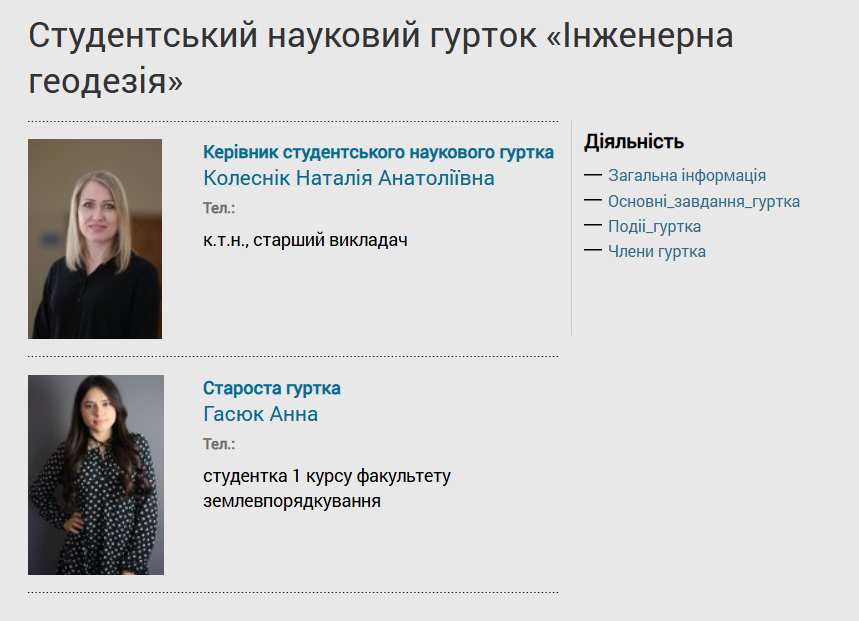 Студентський науковий гурток «Інженерна
геодезія»
Керівник студентського наукового гуртка
Колеснік Наталія Анатоліївна
Тел.:
к.т.н., старший викладач
Староста гуртка
Гасюк Анна
Тел.:
студентка 1 курсу факультету
землевпорядкування
Діяльність
— Загальна інформація
— Основні_завдання_гуртка
— Події_гуртка
— Члени гуртка